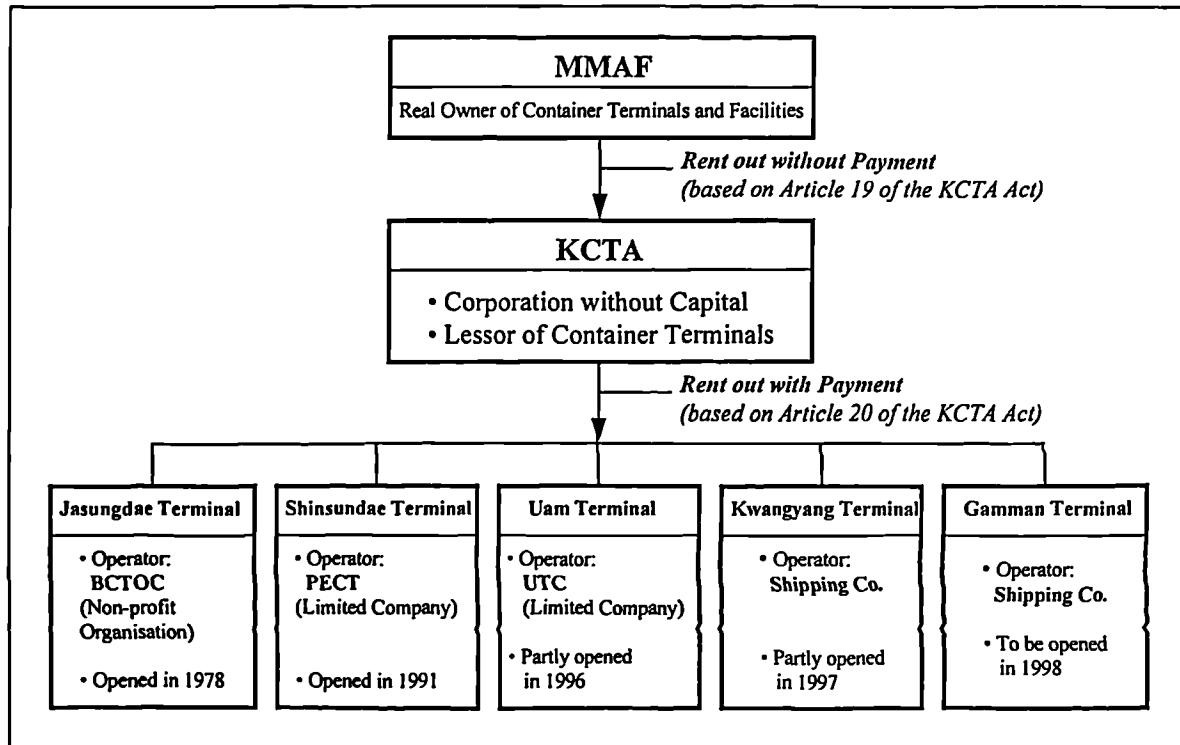 MMAF
Real Owner of Container Terminals and Facilities
Rent out without Payment
(based on Article 19 of the KCTA Act)
KCTA
• Corporation without Capital
• Lessor of Container Terminals
Rent out with Payment
(based on Article 20 of the KCTA Act)
Jasungdae Terminal
• Operator:
BCTOC
(Non-profit
Organisation)
• Opened in 1978
Shinsundae Terminal
• Operator:
PECT
(Limited Company)
• Opened in 1991
Uam Terminal
• Operator:
UTC
(Limited Company)
• Partly opened
in 1996
Kwangyang Terminal
• Operator:
Shipping Co.
• Partly opened
in 1997
Gamman Terminal
• Operator:
Shipping Co.
• To be opened
in 1998